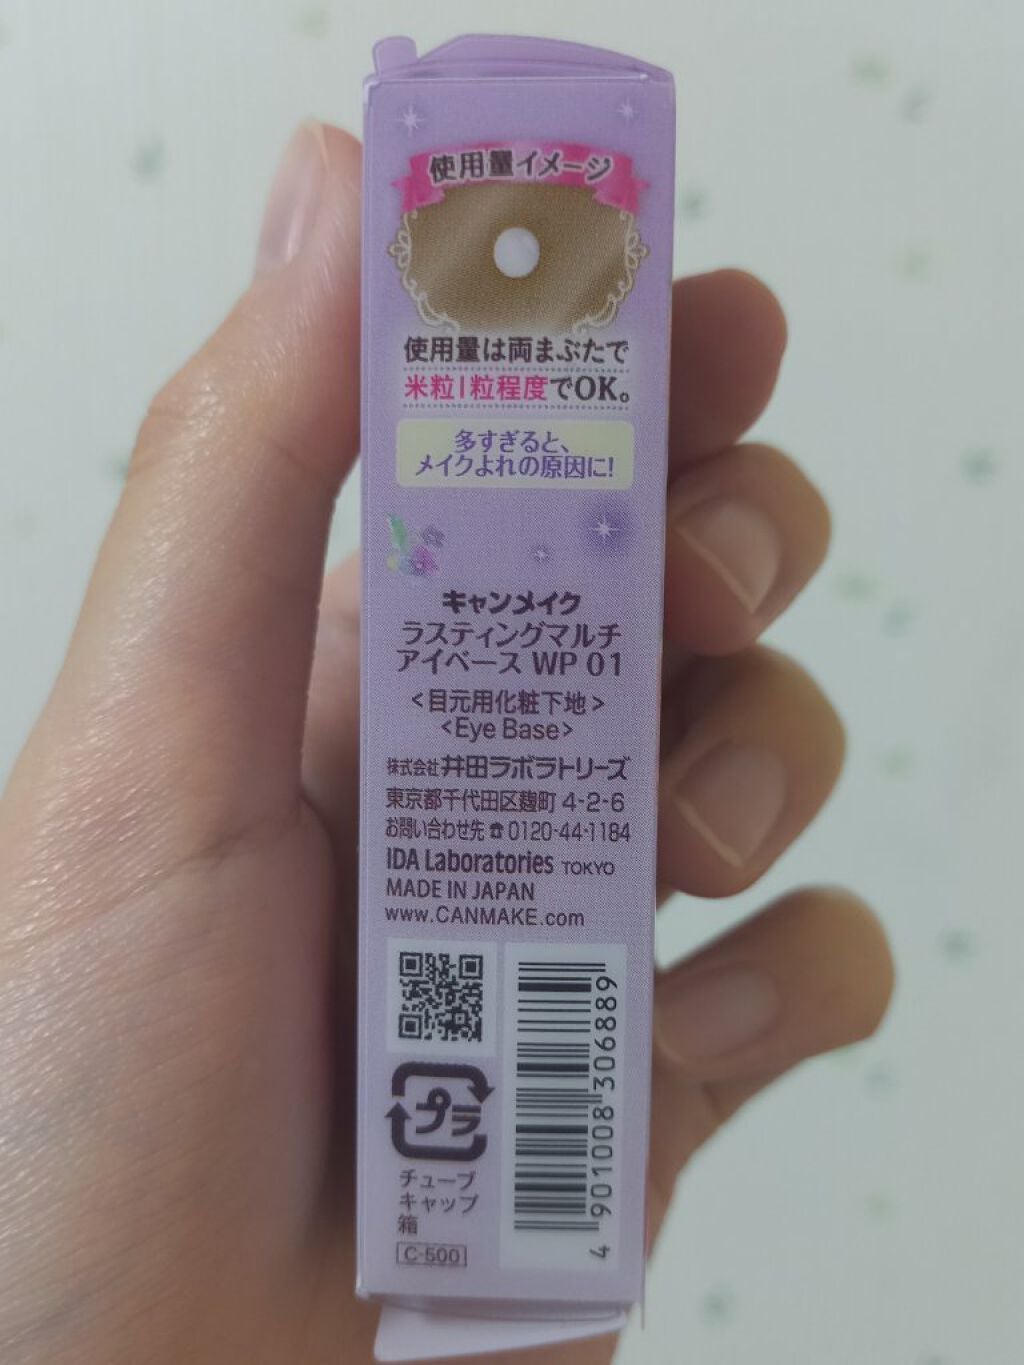 使用量イメージ
使用量は両まぶたで
米粒1粒程度でOK。
多すぎると、
メイクよれの原因に!
キャンメイク
ラスティングマルチ
アイベース WP 01
<目元用化粧下地>
<Eye Base>
株式会社井田ラボラトリーズ
東京都千代田区麹町 4-2-6
お問い合わせ先☎0120-44-1184
IDA Laboratories TOKYO
MADE IN JAPAN
www.CANMAKE.com
プラ
チューブ
キャップ
箱
C-500
4901008306889